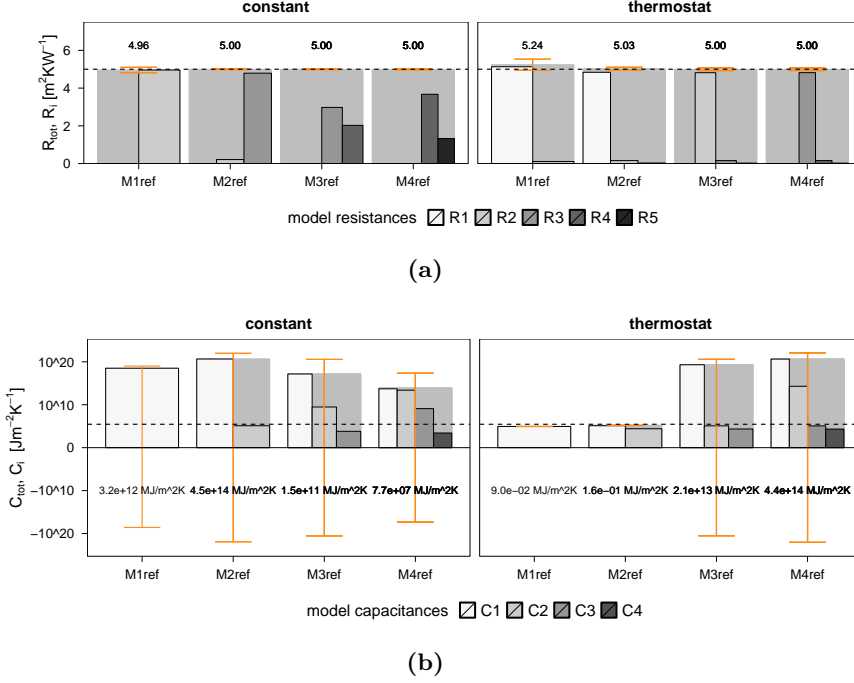 constant thermostat
4.96 5.00 5.00 5.00 5.24 5.03 5.00 5.00
R_tot, R_i [m^2KW^-1]
6
4
2
0
M1ref M2ref M3ref M4ref M1ref M2ref M3ref M4ref
model resistances R1 R2 R3 R4 R5
(a)
constant thermostat
C_tot, C_i [Jm^-2K^-1]
10^20
10^10
0
−10^10
−10^20
3.2e+12 MJ/m^2K 4.5e+14 MJ/m^2K 1.5e+11 MJ/m^2K 7.7e+07 MJ/m^2K 9.0e−02 MJ/m^2K 1.6e−01 MJ/m^2K 2.1e+13 MJ/m^2K 4.4e+14 MJ/m^2K
M1ref M2ref M3ref M4ref M1ref M2ref M3ref M4ref
model capacitances C1 C2 C3 C4
(b)